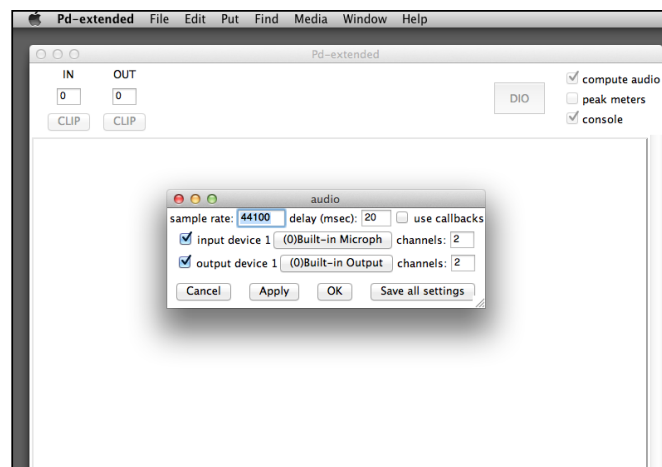 Pd-extended File Edit Put Find Media Window Help
Pd-extended
IN OUT
0 0
CLIP CLIP
DIO
compute audio
peak meters
console
audio
sample rate: 44100 delay (msec): 20 use callbacks
input device 1 (0)Built-in Microph channels: 2
output device 1 (0)Built-in Output channels: 2
Cancel Apply OK Save all settings